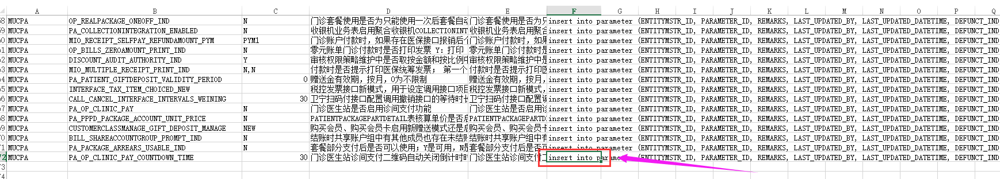 A B C D E F G H I J K L M N O P Q
58 MUCPA OP_REALPACKAGE_ONEOFF_IND N 门诊套餐使用是否为只能使用一次后套餐自动 门诊套餐使用是否为只 insert into parameter (ENTITYMSTR_ID, PARAMETER_ID, REMARKS, LAST_UPDATED_BY, LAST_UPDATED_DATETIME, DEFUNCT_IND
59 MUCPA PA_COLLECTIONINTEGRATION_ENABLED N 收银机业务表启用聚合收银机COLLECTIONINT 收银机业务表启用聚合 insert into parameter (ENTITYMSTR_ID, PARAMETER_ID, REMARKS, LAST_UPDATED_BY, LAST_UPDATED_DATETIME, DEFUNCT_IND
60 MUCPA MIO_RECEIPT_SELFPAY_REFUNDAMOUNT_PYM PYM1 门诊账户付款时，如果存在医保接口报销后个 门诊账户付款时，如果 insert into parameter (ENTITYMSTR_ID, PARAMETER_ID, REMARKS, LAST_UPDATED_BY, LAST_UPDATED_DATETIME, DEFUNCT_IND
61 MUCPA OP_BILLS_ZEROAMOUNT_PRINT_IND N 零元账单门诊付款时是否打印发票 Y：打印 零元账单门诊付款时是 insert into parameter (ENTITYMSTR_ID, PARAMETER_ID, REMARKS, LAST_UPDATED_BY, LAST_UPDATED_DATETIME, DEFUNCT_IND
62 MUCPA DISCOUNT_AUDIT_AUTHORITY_IND Y 审核权限策略维护中是否取按金额和按比例中 审核权限策略维护中是 insert into parameter (ENTITYMSTR_ID, PARAMETER_ID, REMARKS, LAST_UPDATED_BY, LAST_UPDATED_DATETIME, DEFUNCT_IND
63 MUCPA MIO_MULTIPLE_RECEIPT_PRINT_IND N,N 付款时是否提示打印医保统筹发票； 第一个 付款时是否提示打印医 insert into parameter (ENTITYMSTR_ID, PARAMETER_ID, REMARKS, LAST_UPDATED_BY, LAST_UPDATED_DATETIME, DEFUNCT_IND
64 MUCPA PA_PATIENT_GIFTDEPOSIT_VALIDITY_PERIOD 0 赠送金有效期，按月，0为不限制 赠送金有效期，按月， insert into parameter (ENTITYMSTR_ID, PARAMETER_ID, REMARKS, LAST_UPDATED_BY, LAST_UPDATED_DATETIME, DEFUNCT_IND
65 MUCPA INTERFACE_TAX_ITEM_CHOICED_NEW 税控发票接口新模式，用于设定调用接口项目 税控发票接口新模式， insert into parameter (ENTITYMSTR_ID, PARAMETER_ID, REMARKS, LAST_UPDATED_BY, LAST_UPDATED_DATETIME, DEFUNCT_IND
66 MUCPA CALL_CANCEL_INTERFACE_INTERVALS_WEINING 30 卫宁扫码付接口配置调用撤销接口的等待时长 卫宁扫码付接口配置调 insert into parameter (ENTITYMSTR_ID, PARAMETER_ID, REMARKS, LAST_UPDATED_BY, LAST_UPDATED_DATETIME, DEFUNCT_IND
67 MUCPA PA_OP_CLINIC_PAY N 门诊医生站是否启用诊间支付功能 门诊医生站是否启用诊 insert into parameter (ENTITYMSTR_ID, PARAMETER_ID, REMARKS, LAST_UPDATED_BY, LAST_UPDATED_DATETIME, DEFUNCT_IND
68 MUCPA PA_PPPD_PACKAGE_ACCOUNT_UNIT_PRICE N PATIENTPACKAGEPARTDETAIL表核算单价是否启 PATIENTPACKAGEPARTD insert into parameter (ENTITYMSTR_ID, PARAMETER_ID, REMARKS, LAST_UPDATED_BY, LAST_UPDATED_DATETIME, DEFUNCT_IND
69 MUCPA CUSTOMERCLASSMANAGE_GIFT_DEPOSIT_MANAGE NEW 购买会员、购买会员卡启用新赠送模式还是启 购买会员、购买会员卡 insert into parameter (ENTITYMSTR_ID, PARAMETER_ID, REMARKS, LAST_UPDATED_BY, LAST_UPDATED_DATETIME, DEFUNCT_IND
70 MUCPA BILL_SHAREACCOUNTGROUP_PROMPT_IND N 结账时共享账户组中有其他成员也存在未结账 结账时共享账户组中有 insert into parameter (ENTITYMSTR_ID, PARAMETER_ID, REMARKS, LAST_UPDATED_BY, LAST_UPDATED_DATETIME, DEFUNCT_IND
71 MUCPA PA_PACKAGE_ARREARS_USABLE_IND N 套餐部分支付后是否可以使用；Y是可用，N是 套餐部分支付后是否可 insert into parameter (ENTITYMSTR_ID, PARAMETER_ID, REMARKS, LAST_UPDATED_BY, LAST_UPDATED_DATETIME, DEFUNCT_IND
72 MUCPA PA_OP_CLINIC_PAY_COUNTDOWN_TIME 30 门诊医生站诊间支付二维码自动关闭倒计时时 门诊医生站诊间支付二 insert into parameter (ENTITYMSTR_ID, PARAMETER_ID, REMARKS, LAST_UPDATED_BY, LAST_UPDATED_DATETIME, DEFUNCT_IND
73
74